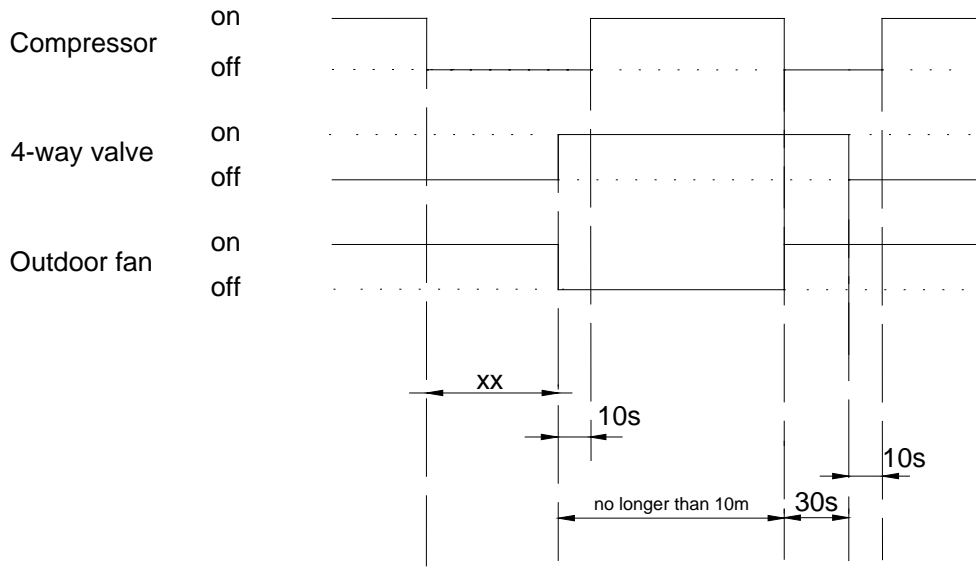 Compressor
on
off
4-way valve
on
off
Outdoor fan
on
off
xx
10s
10s
no longer than 10m
30s